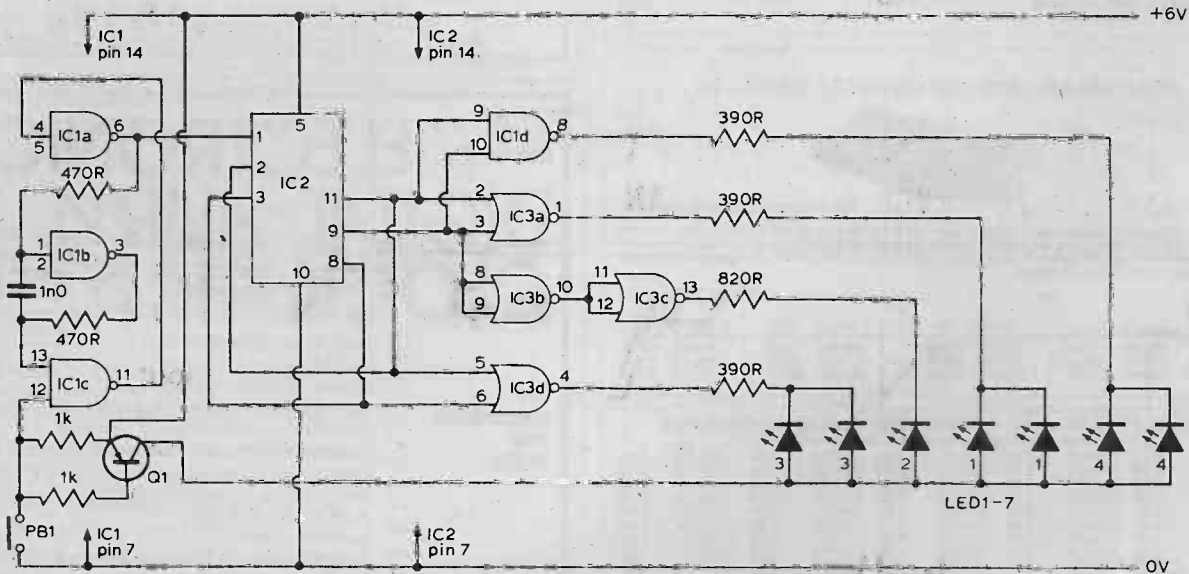 +6V
IC1
pin 14
IC2
pin 14
4
5
IC1a
6
470R
1
2
IC1b
3
1n0
470R
13
12
IC1c
11
1k
1k
Q1
PB1
IC1
pin 7
IC2
pin 7
1
2
3
5
IC2
11
9
8
10
9
10
IC1d
8
390R
2
3
IC3a
1
390R
8
9
IC3b
10
11
12
IC3c
13
820R
5
6
IC3d
4
390R
3
3
2
1
1
4
4
LED1-7
0V